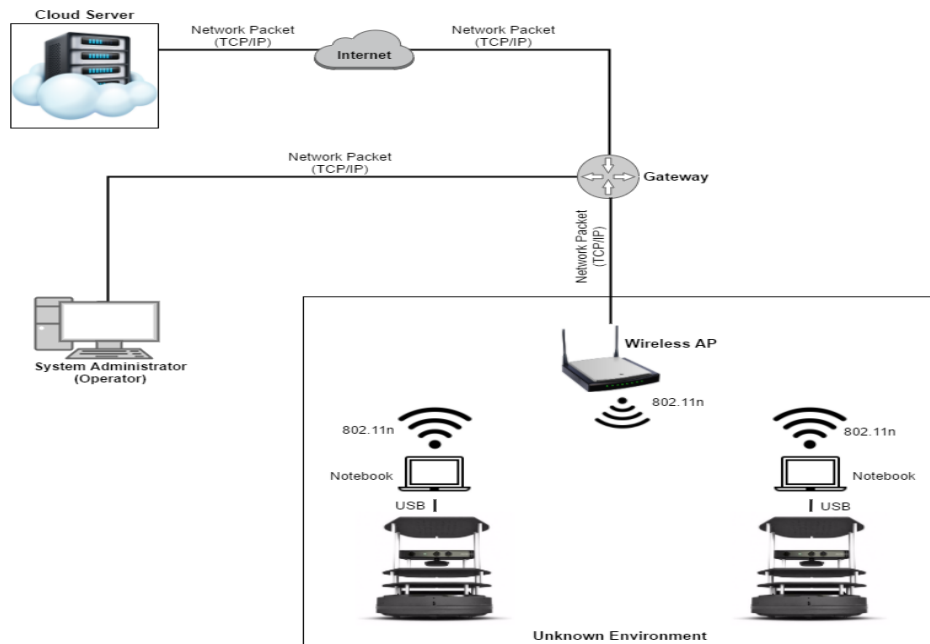 Cloud Server
Network Packet
(TCP/IP)
Internet
Network Packet
(TCP/IP)
Network Packet
(TCP/IP)
Gateway
Network Packet
(TCP/IP)
System Administrator
(Operator)
Wireless AP
802.11n
802.11n
802.11n
Notebook
Notebook
USB
USB
Unknown Environment